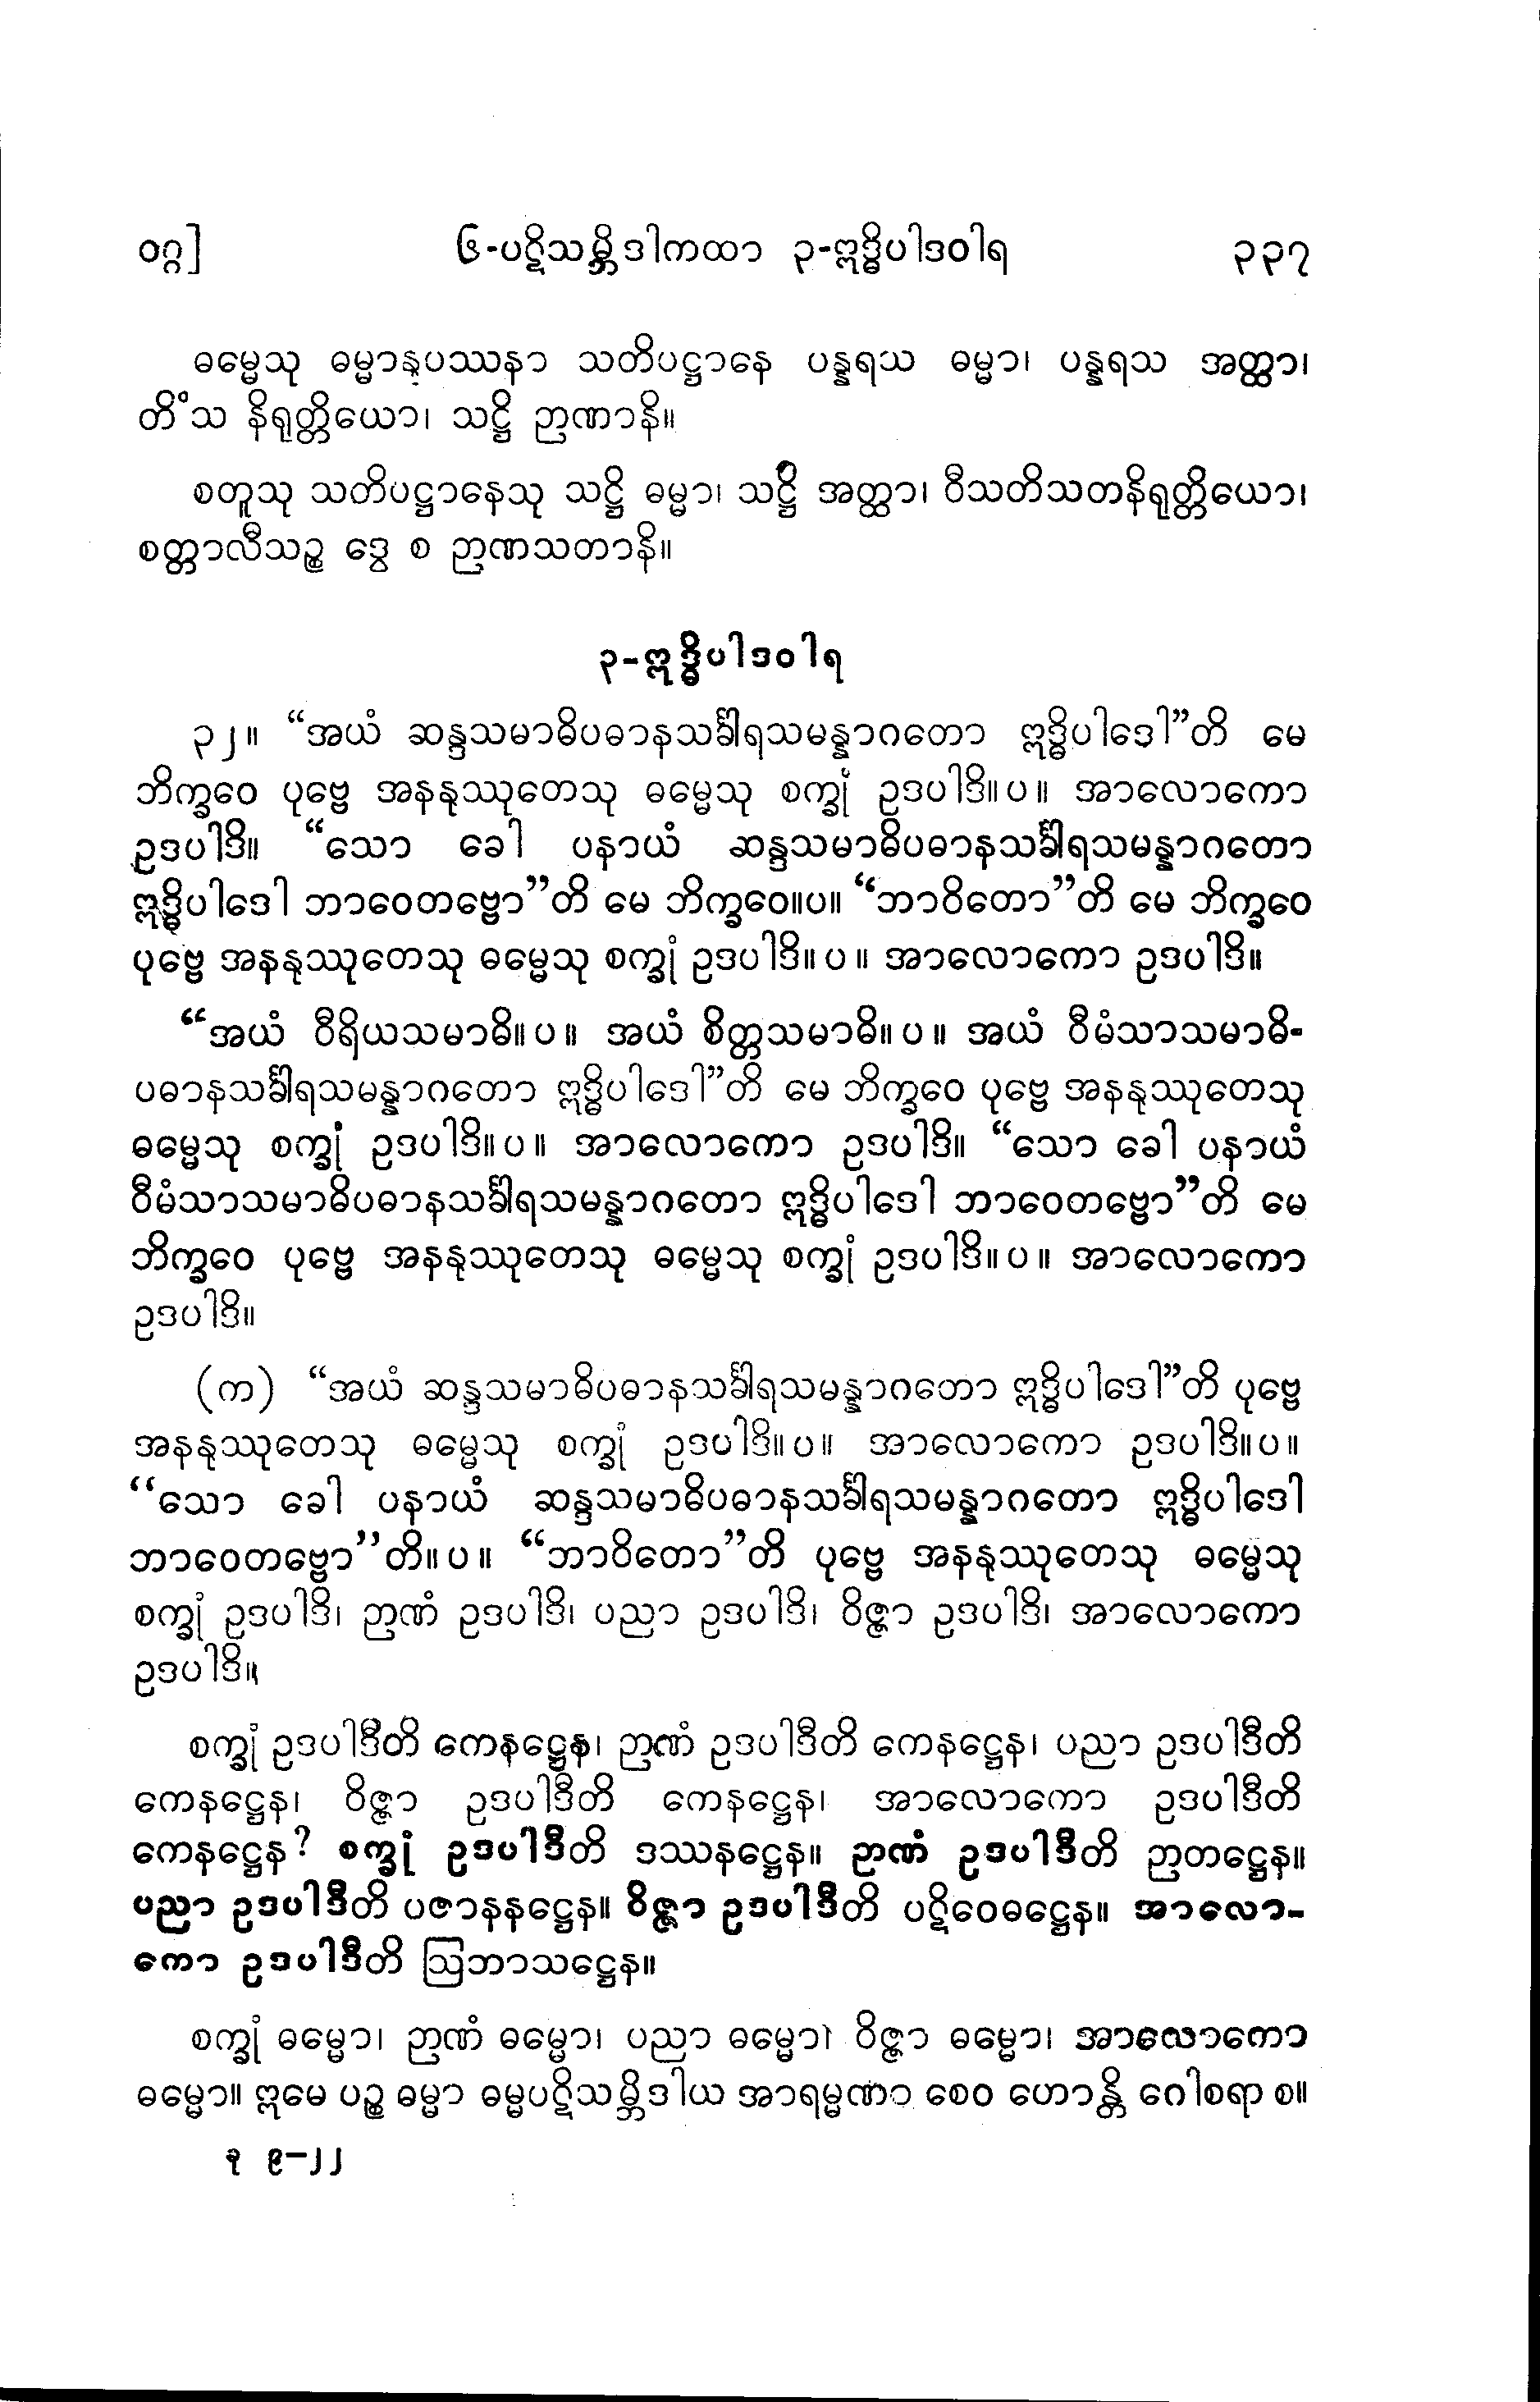 ဝဂ္ဂ] ၆-ပဋိသမ္ဘိဒါကထာ ၃-ဣဒ္ဓိပါဒဝါရ ၃၃၇
ဓမ္မေသု ဓမ္မာနုပဿနာ သတိပဋ္ဌာနေ ပန္နရသ ဓမ္မာ၊ ပန္နရသ အတ္ထာ၊
တိံသ နိရုတ္တိယော၊ သဋ္ဌိ ဉာဏာနိ။
စတူသု သတိပဋ္ဌာနေသု သဋ္ဌိ ဓမ္မာ၊ သဋ္ဌိ အတ္ထာ၊ ဝီသတိသတနိရုတ္တိယော၊
စတ္တာလီသဉ္စ ဒွေ စ ဉာဏသတာနိ။
၃-ဣဒ္ဓိပါဒဝါရ
၃၂။ “အယံ ဆန္ဒသမာဓိပဓာနသင်္ခါရသမန္နာဂတော ဣဒ္ဓိပါဒေါ”တိ မေ
ဘိက္ခဝေ ပုဗ္ဗေ အနနုဿုတေသု ဓမ္မေသု စက္ခုံ ဥဒပါဒိ။ပ။ အာလောကော
ဥဒပါဒိ။ “သော ခေါ ပနာယံ ဆန္ဒသမာဓိပဓာနသင်္ခါရသမန္နာဂတော
ဣဒ္ဓိပါဒေါ ဘာဝေတဗ္ဗော”တိ မေ ဘိက္ခဝေ။ပ။ “ဘာဝိတော”တိ မေ ဘိက္ခဝေ
ပုဗ္ဗေ အနနုဿုတေသု ဓမ္မေသု စက္ခုံ ဥဒပါဒိ။ပ။ အာလောကော ဥဒပါဒိ။
“အယံ ဝီရိယသမာဓိ။ပ။ အယံ စိတ္တသမာဓိ။ပ။ အယံ ဝီမံသာသမာဓိ-
ပဓာနသင်္ခါရသမန္နာဂတော ဣဒ္ဓိပါဒေါ”တိ မေ ဘိက္ခဝေ ပုဗ္ဗေ အနနုဿုတေသု
ဓမ္မေသု စက္ခုံ ဥဒပါဒိ။ပ။ အာလောကော ဥဒပါဒိ။ “သော ခေါ ပနာယံ
ဝီမံသာသမာဓိပဓာနသင်္ခါရသမန္နာဂတော ဣဒ္ဓိပါဒေါ ဘာဝေတဗ္ဗော”တိ မေ
ဘိက္ခဝေ ပုဗ္ဗေ အနနုဿုတေသု ဓမ္မေသု စက္ခုံ ဥဒပါဒိ။ပ။ အာလောကော
ဥဒပါဒိ။
(က) “အယံ ဆန္ဒသမာဓိပဓာနသင်္ခါရသမန္နာဂတော ဣဒ္ဓိပါဒေါ”တိ ပုဗ္ဗေ
အနနုဿုတေသု ဓမ္မေသု စက္ခုံ ဥဒပါဒိ။ပ။ အာလောကော ဥဒပါဒိ။ပ။
“သော ခေါ ပနာယံ ဆန္ဒသမာဓိပဓာနသင်္ခါရသမန္နာဂတော ဣဒ္ဓိပါဒေါ
ဘာဝေတဗ္ဗော”တိ။ပ။ “ဘာဝိတော”တိ ပုဗ္ဗေ အနနုဿုတေသု ဓမ္မေသု
စက္ခုံ ဥဒပါဒိ၊ ဉာဏံ ဥဒပါဒိ၊ ပညာ ဥဒပါဒိ၊ ဝိဇ္ဇာ ဥဒပါဒိ၊ အာလောကော
ဥဒပါဒိ။
စက္ခုံ ဥဒပါဒီတိ ကေနဋ္ဌေန၊ ဉာဏံ ဥဒပါဒီတိ ကေနဋ္ဌေန၊ ပညာ ဥဒပါဒီတိ
ကေနဋ္ဌေန၊ ဝိဇ္ဇာ ဥဒပါဒီတိ ကေနဋ္ဌေန၊ အာလောကော ဥဒပါဒီတိ
ကေနဋ္ဌေန? စက္ခုံ ဥဒပါဒီတိ ဒဿနဋ္ဌေန။ ဉာဏံ ဥဒပါဒီတိ ဉာတဋ္ဌေန။
ပညာ ဥဒပါဒီတိ ပဇာနနဋ္ဌေန။ ဝိဇ္ဇာ ဥဒပါဒီတိ ပဋိဝေဓဋ္ဌေန။ အာလော-
ကော ဥဒပါဒီတိ ဩဘာသဋ္ဌေန။
စက္ခုံ ဓမ္မော၊ ဉာဏံ ဓမ္မော၊ ပညာ ဓမ္မော၊ ဝိဇ္ဇာ ဓမ္မော၊ အာလောကော
ဓမ္မော။ ဣမေ ပဉ္စ ဓမ္မာ ဓမ္မပဋိသမ္ဘိဒါယ အာရမ္မဏာ စေဝ ဟောန္တိ ဂေါစရာ စ။
ခု ၉-၂၂